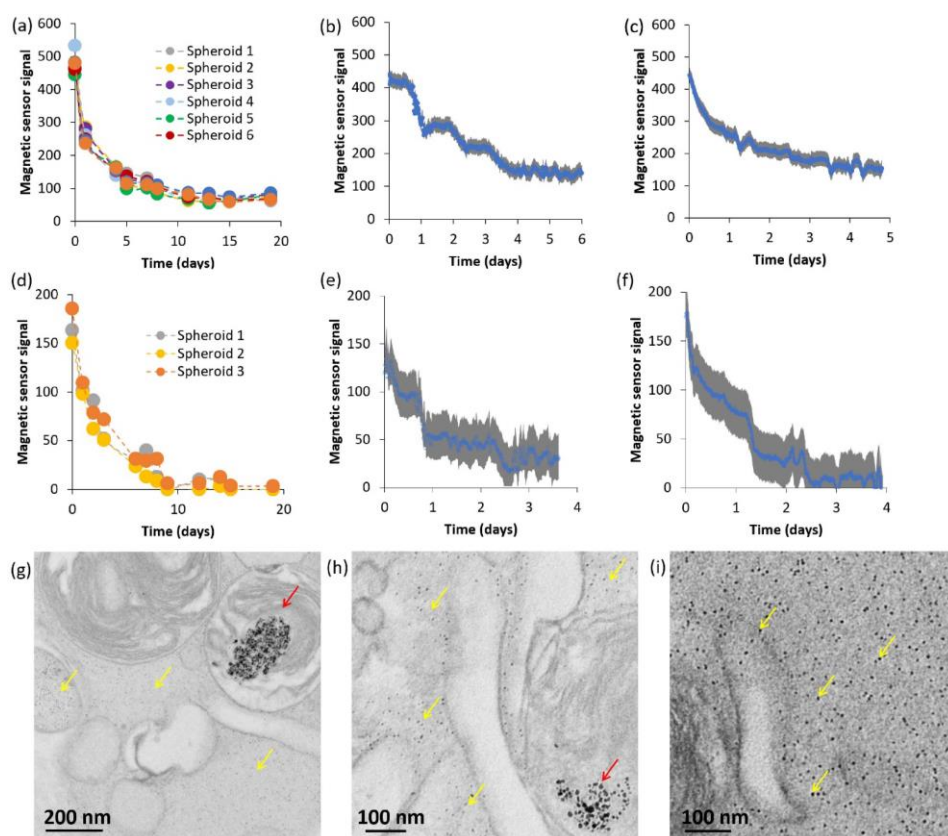 (a)
Magnetic sensor signal
600
500
400
300
200
100
0
0
5
10
15
20
Time (days)
Spheroid 1
Spheroid 2
Spheroid 3
Spheroid 4
Spheroid 5
Spheroid 6
(b)
Magnetic sensor signal
600
500
400
300
200
100
0
0
1
2
3
4
5
6
Time (days)
(c)
Magnetic sensor signal
600
500
400
300
200
100
0
0
1
2
3
4
5
Time (days)
(d)
Magnetic sensor signal
200
150
100
50
0
0
10
20
Time (days)
Spheroid 1
Spheroid 2
Spheroid 3
(e)
Magnetic sensor signal
200
150
100
50
0
0
1
2
3
4
Time (days)
(f)
Magnetic sensor signal
200
150
100
50
0
0
1
2
3
4
Time (days)
(g)
200 nm
(h)
100 nm
(i)
100 nm